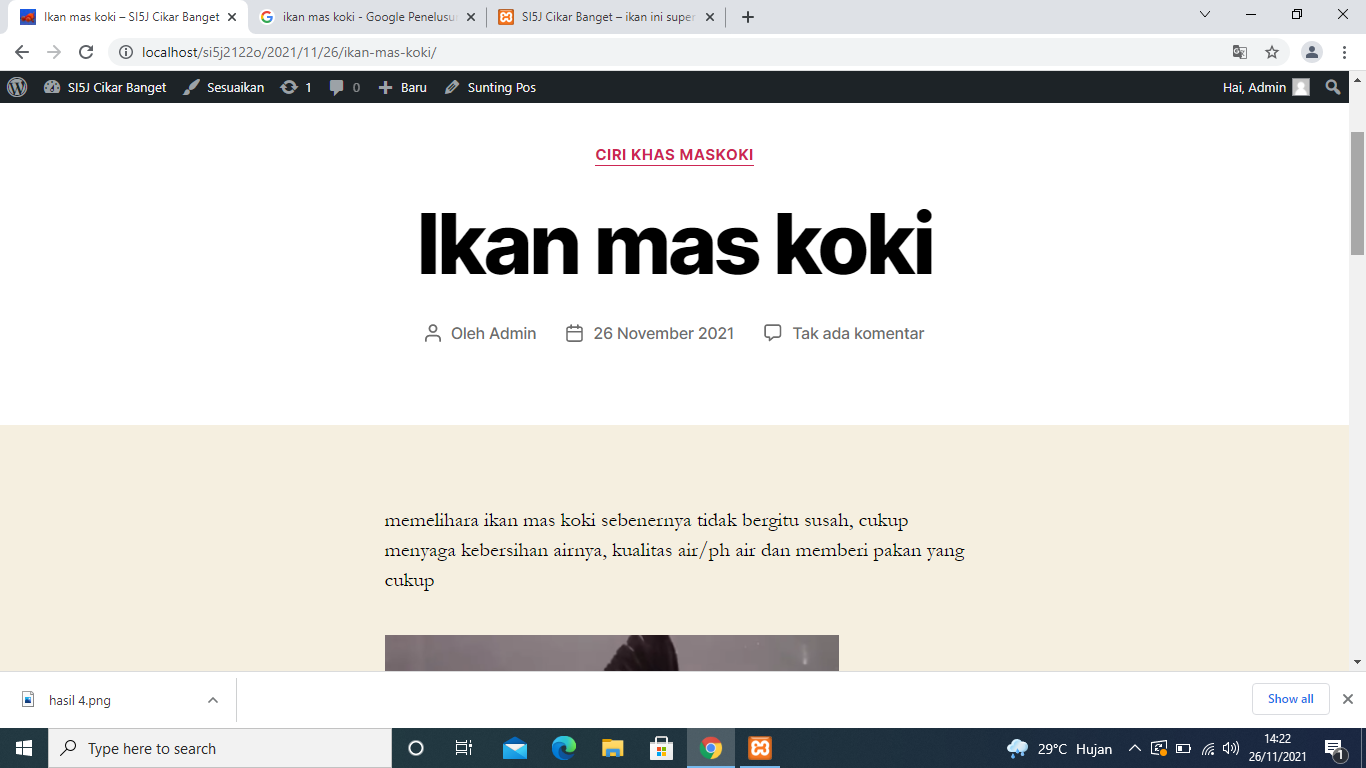 Ikan mas koki – SI5J Cikar Banget
ikan mas koki - Google Penelusu
SI5J Cikar Banget – ikan ini super
localhost/si5j2122o/2021/11/26/ikan-mas-koki/
SI5J Cikar Banget Sesuaikan 1 0 Baru Sunting Pos Hai, Admin
CIRI KHAS MASKOKI
Ikan mas koki
Oleh Admin 26 November 2021 Tak ada komentar
memelihara ikan mas koki sebenernya tidak bergitu susah, cukup
menyaga kebersihan airnya, kualitas air/ph air dan memberi pakan yang
cukup
hasil 4.png
Show all
Type here to search
29°C Hujan
14:22
26/11/2021
1